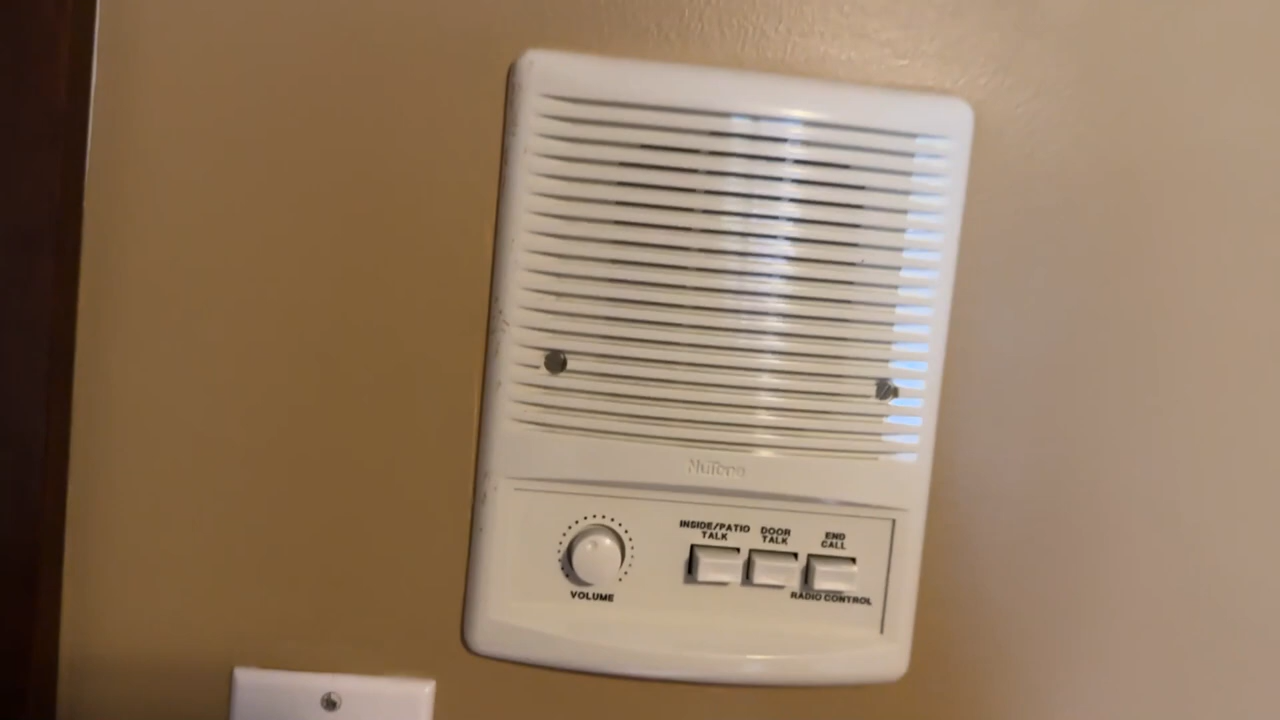 NuTone
INSIDE/PATIO
TALK
DOOR
TALK
END
CALL
VOLUME
RADIO CONTROL